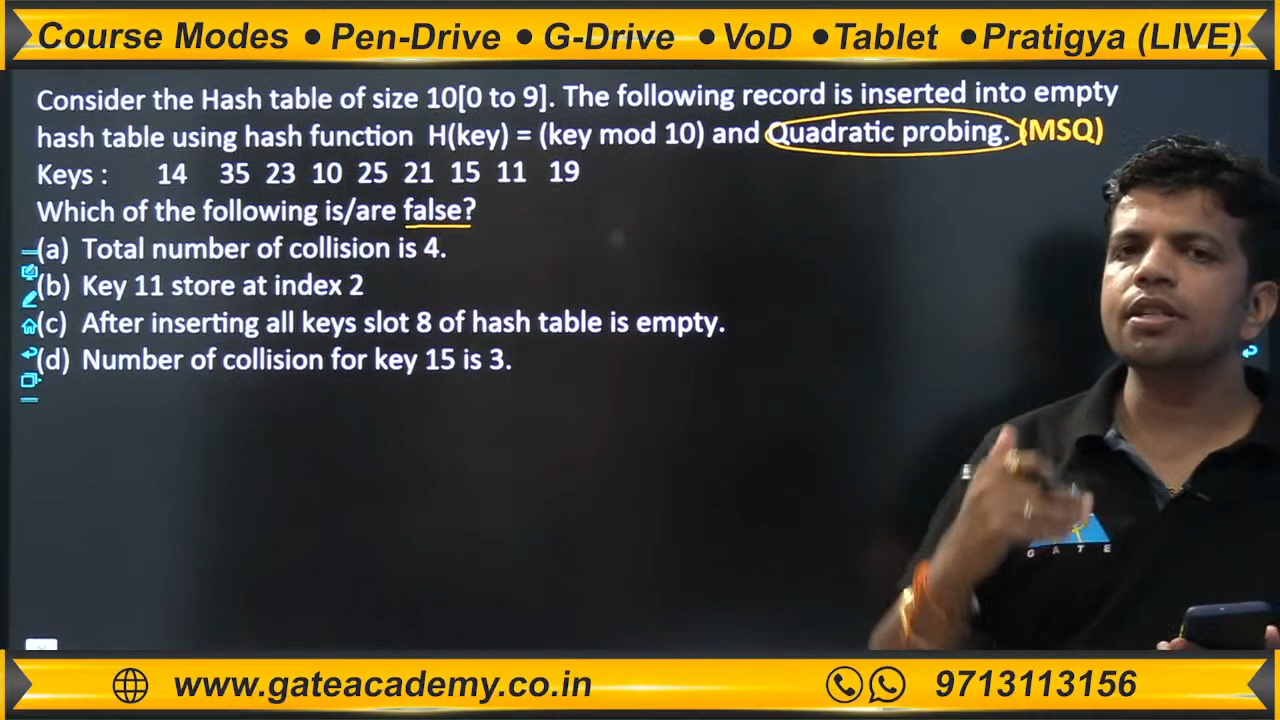 Course Modes • Pen-Drive • G-Drive • VoD • Tablet • Pratigya (LIVE)
Consider the Hash table of size 10[0 to 9]. The following record is inserted into empty
hash table using hash function H(key) = (key mod 10) and Quadratic probing. (MSQ)
Keys : 14 35 23 10 25 21 15 11 19
Which of the following is/are false?
(a) Total number of collision is 4.
(b) Key 11 store at index 2
(c) After inserting all keys slot 8 of hash table is empty.
(d) Number of collision for key 15 is 3.
GATE
www.gateacademy.co.in 9713113156